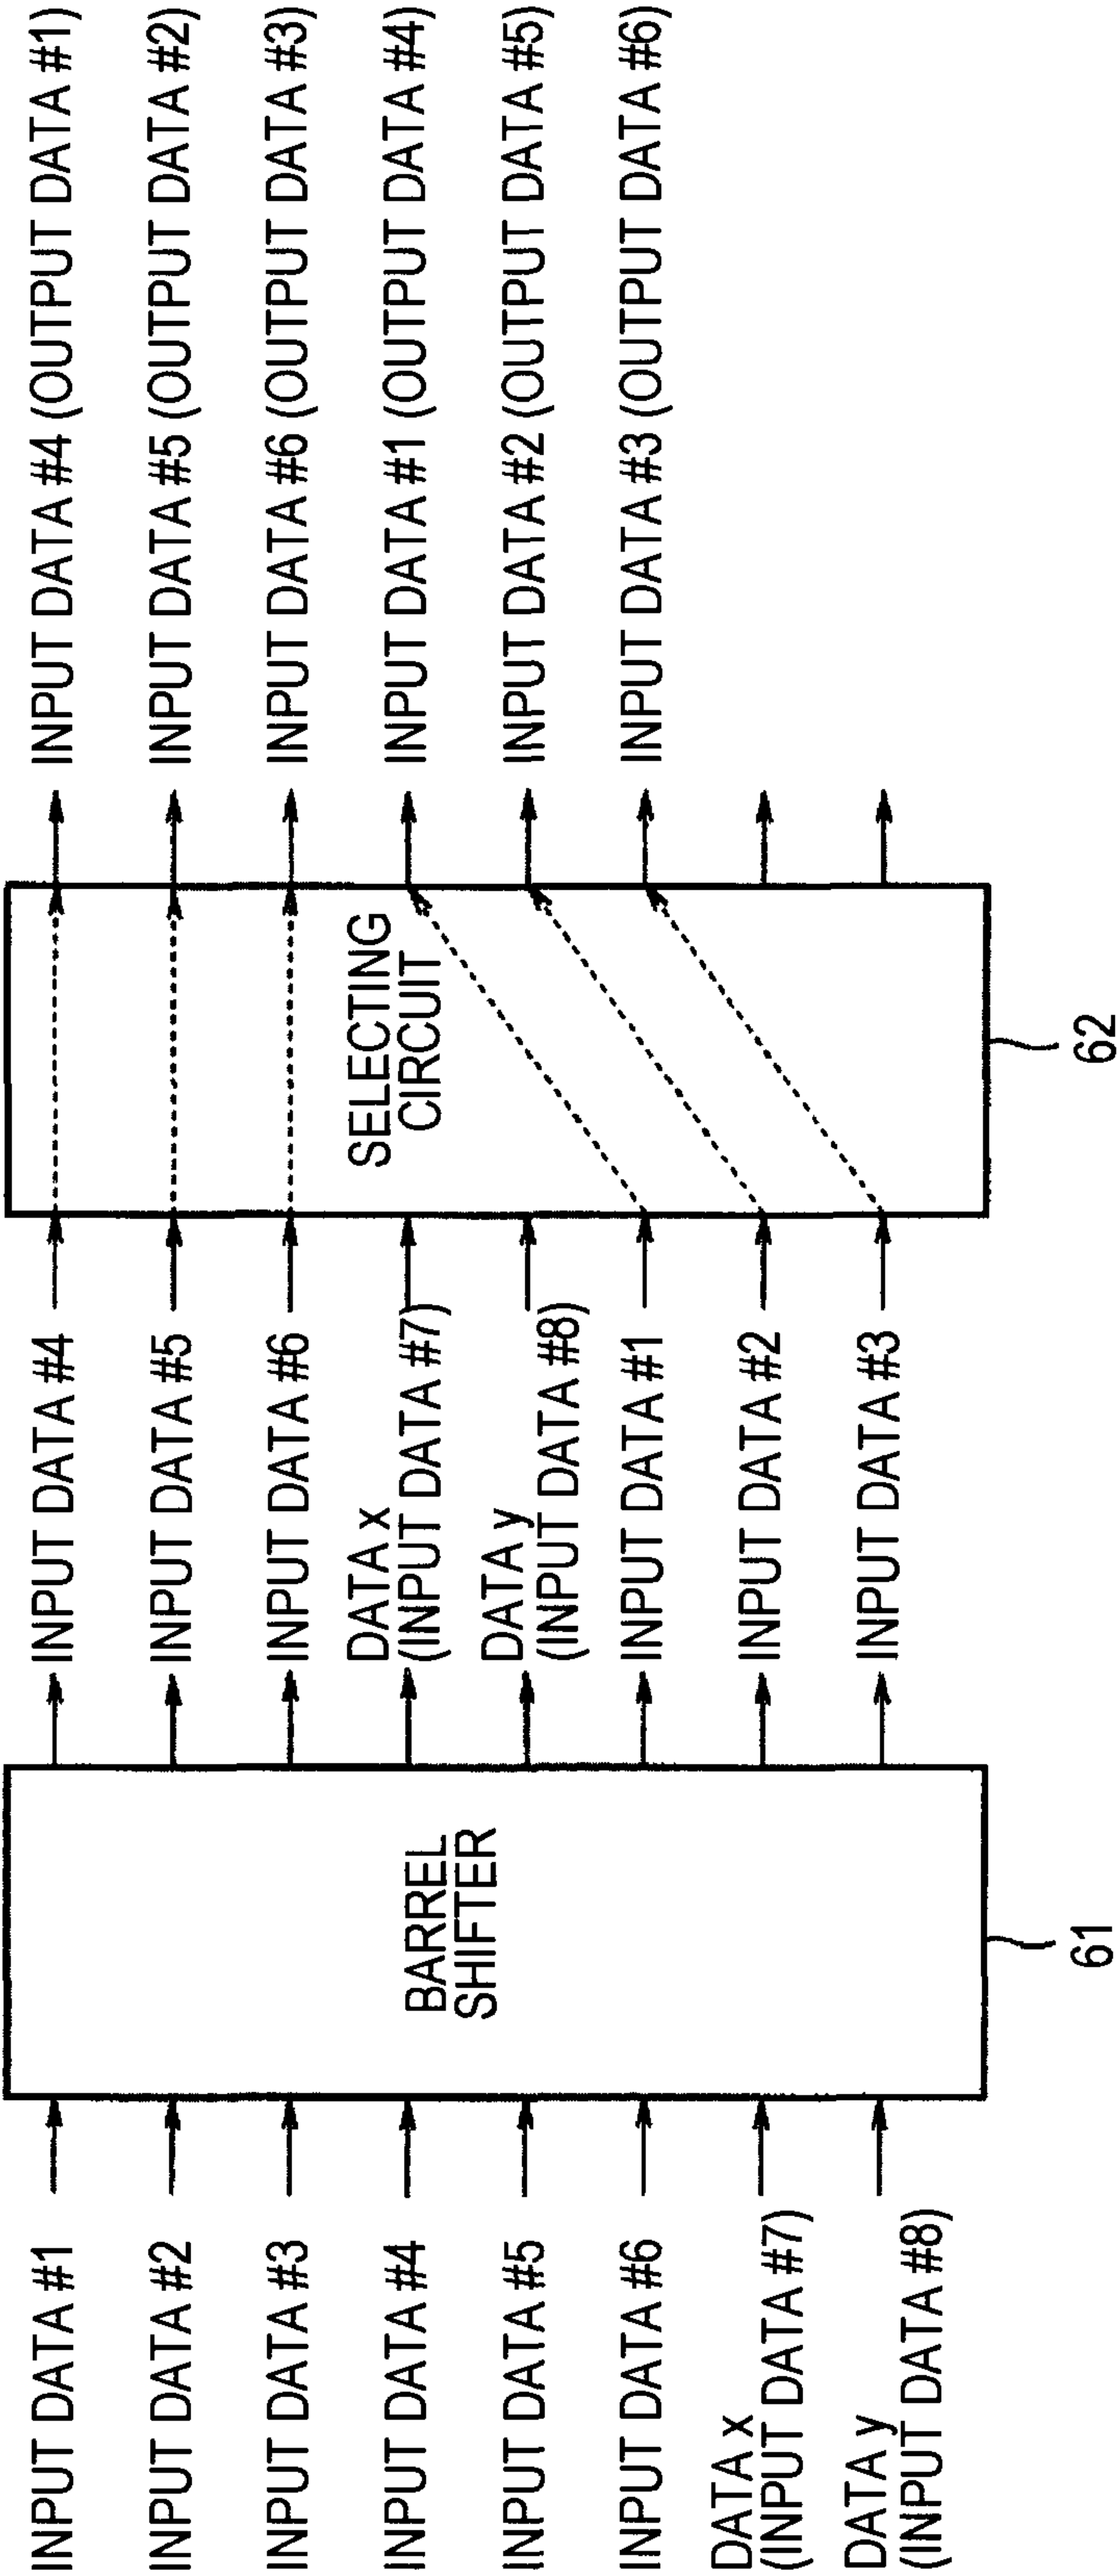 INPUT DATA #1
INPUT DATA #2
INPUT DATA #3
INPUT DATA #4
INPUT DATA #5
INPUT DATA #6
DATA x
(INPUT DATA #7)
DATA y
(INPUT DATA #8)
BARREL
SHIFTER
61
INPUT DATA #4
INPUT DATA #5
INPUT DATA #6
DATA x
(INPUT DATA #7)
DATA y
(INPUT DATA #8)
INPUT DATA #1
INPUT DATA #2
INPUT DATA #3
SELECTING
CIRCUIT
62
INPUT DATA #4 (OUTPUT DATA #1)
INPUT DATA #5 (OUTPUT DATA #2)
INPUT DATA #6 (OUTPUT DATA #3)
INPUT DATA #1 (OUTPUT DATA #4)
INPUT DATA #2 (OUTPUT DATA #5)
INPUT DATA #3 (OUTPUT DATA #6)